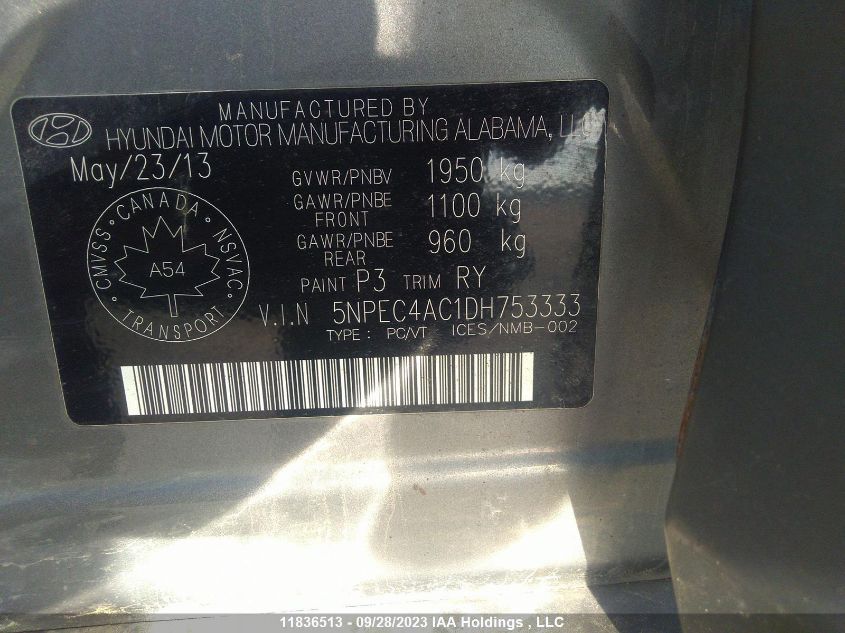 MANUFACTURED BY
HYUNDAI MOTOR MANUFACTURING ALABAMA, LLC
May/23/13
GVWR/PNBV 1950 kg
GAWR/PNBE FRONT 1100 kg
GAWR/PNBE REAR 960 kg
PAINT P3 TRIM RY
CANADA
CMVSS NSVAC
A54
TRANSPORT
V.I.N 5NPEC4AC1DH753333
TYPE : PC/VT ICES/NMB-002
11836513 - 09/28/2023 IAA Holdings , LLC